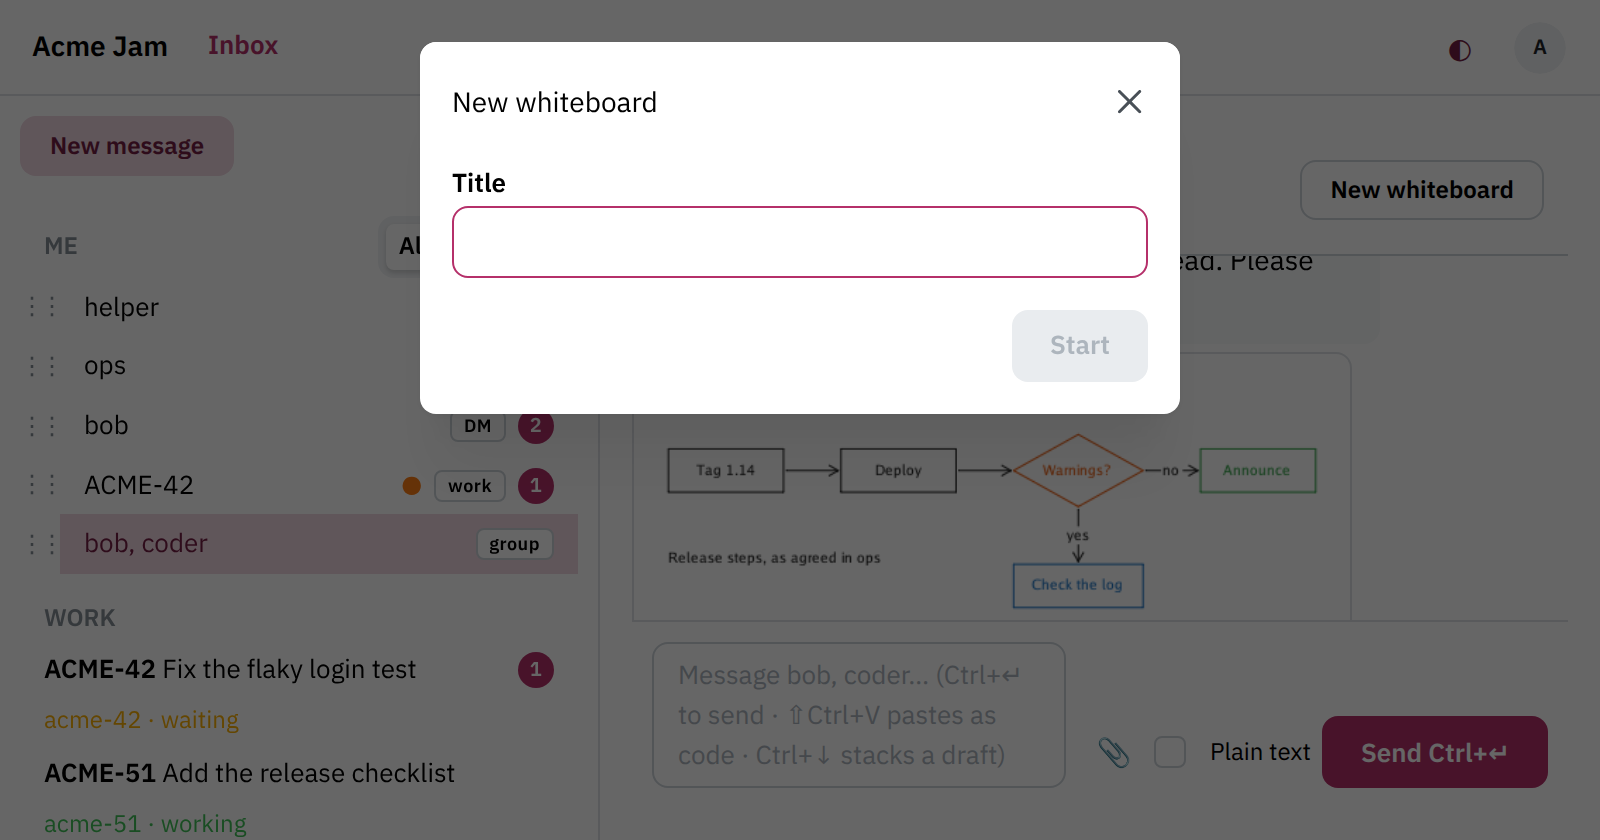 Acme Jam
Inbox
A
New message
New whiteboard
Title
Start
New whiteboard
ME
helper
ops
bob
DM
2
ACME-42
work
1
bob, coder
group
WORK
ACME-42 Fix the flaky login test
1
acme-42 · waiting
ACME-51 Add the release checklist
acme-51 · working
Please
Tag 1.14
Deploy
Warnings?
no
Announce
yes
Release steps, as agreed in ops
Check the log
Message bob, coder... (Ctrl+↵
to send · ⇧Ctrl+V pastes as
code · Ctrl+↓ stacks a draft)
Plain text
Send Ctrl+↵